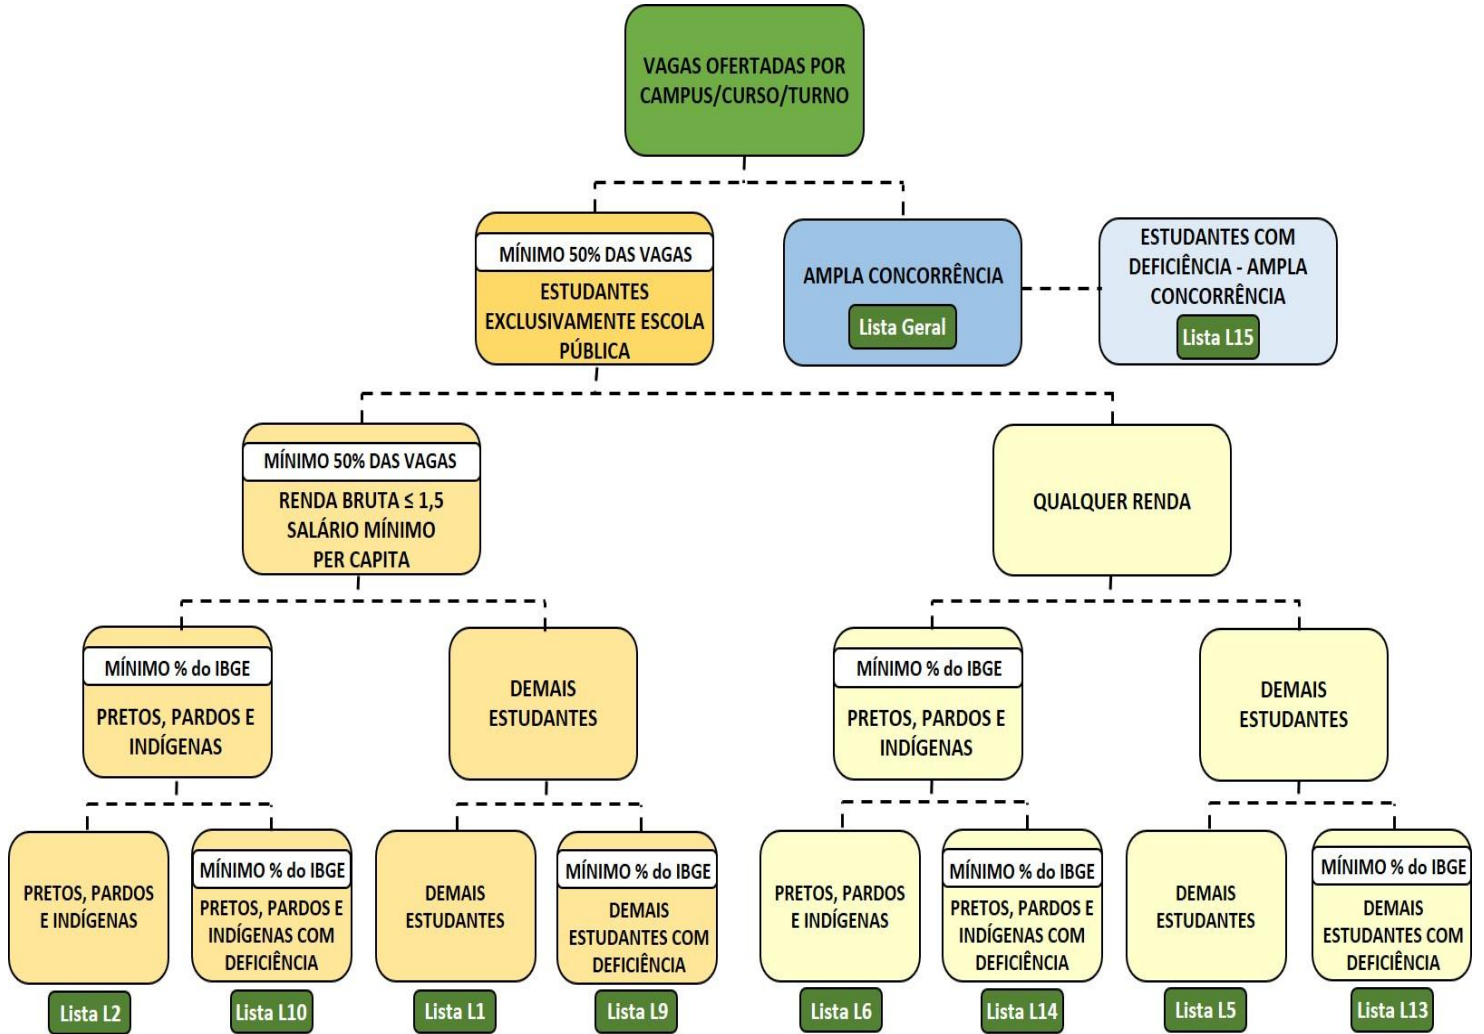 VAGAS OFERTADAS POR
CAMPUS/CURSO/TURNO
MÍNIMO 50% DAS VAGAS
ESTUDANTES
EXCLUSIVAMENTE ESCOLA
PÚBLICA
AMPLA CONCORRÊNCIA
Lista Geral
ESTUDANTES COM
DEFICIÊNCIA - AMPLA
CONCORRÊNCIA
Lista L15
MÍNIMO 50% DAS VAGAS
RENDA BRUTA ≤ 1,5
SALÁRIO MÍNIMO
PER CAPITA
QUALQUER RENDA
MÍNIMO % do IBGE
PRETOS, PARDOS E
INDÍGENAS
DEMAIS
ESTUDANTES
MÍNIMO % do IBGE
PRETOS, PARDOS E
INDÍGENAS
DEMAIS
ESTUDANTES
PRETOS, PARDOS
E INDÍGENAS
Lista L2
MÍNIMO % do IBGE
PRETOS, PARDOS E
INDÍGENAS COM
DEFICIÊNCIA
Lista L10
DEMAIS
ESTUDANTES
Lista L1
MÍNIMO % do IBGE
DEMAIS
ESTUDANTES COM
DEFICIÊNCIA
Lista L9
PRETOS, PARDOS
E INDÍGENAS
Lista L6
MÍNIMO % do IBGE
PRETOS, PARDOS E
INDÍGENAS COM
DEFICIÊNCIA
Lista L14
DEMAIS
ESTUDANTES
Lista L5
MÍNIMO % do IBGE
DEMAIS
ESTUDANTES COM
DEFICIÊNCIA
Lista L13